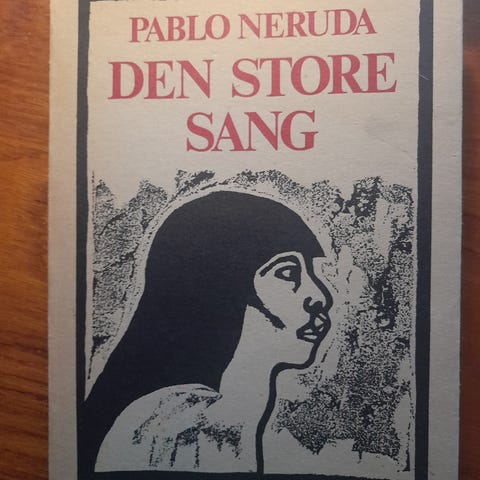 PABLO NERUDA
DEN STORE
SANG